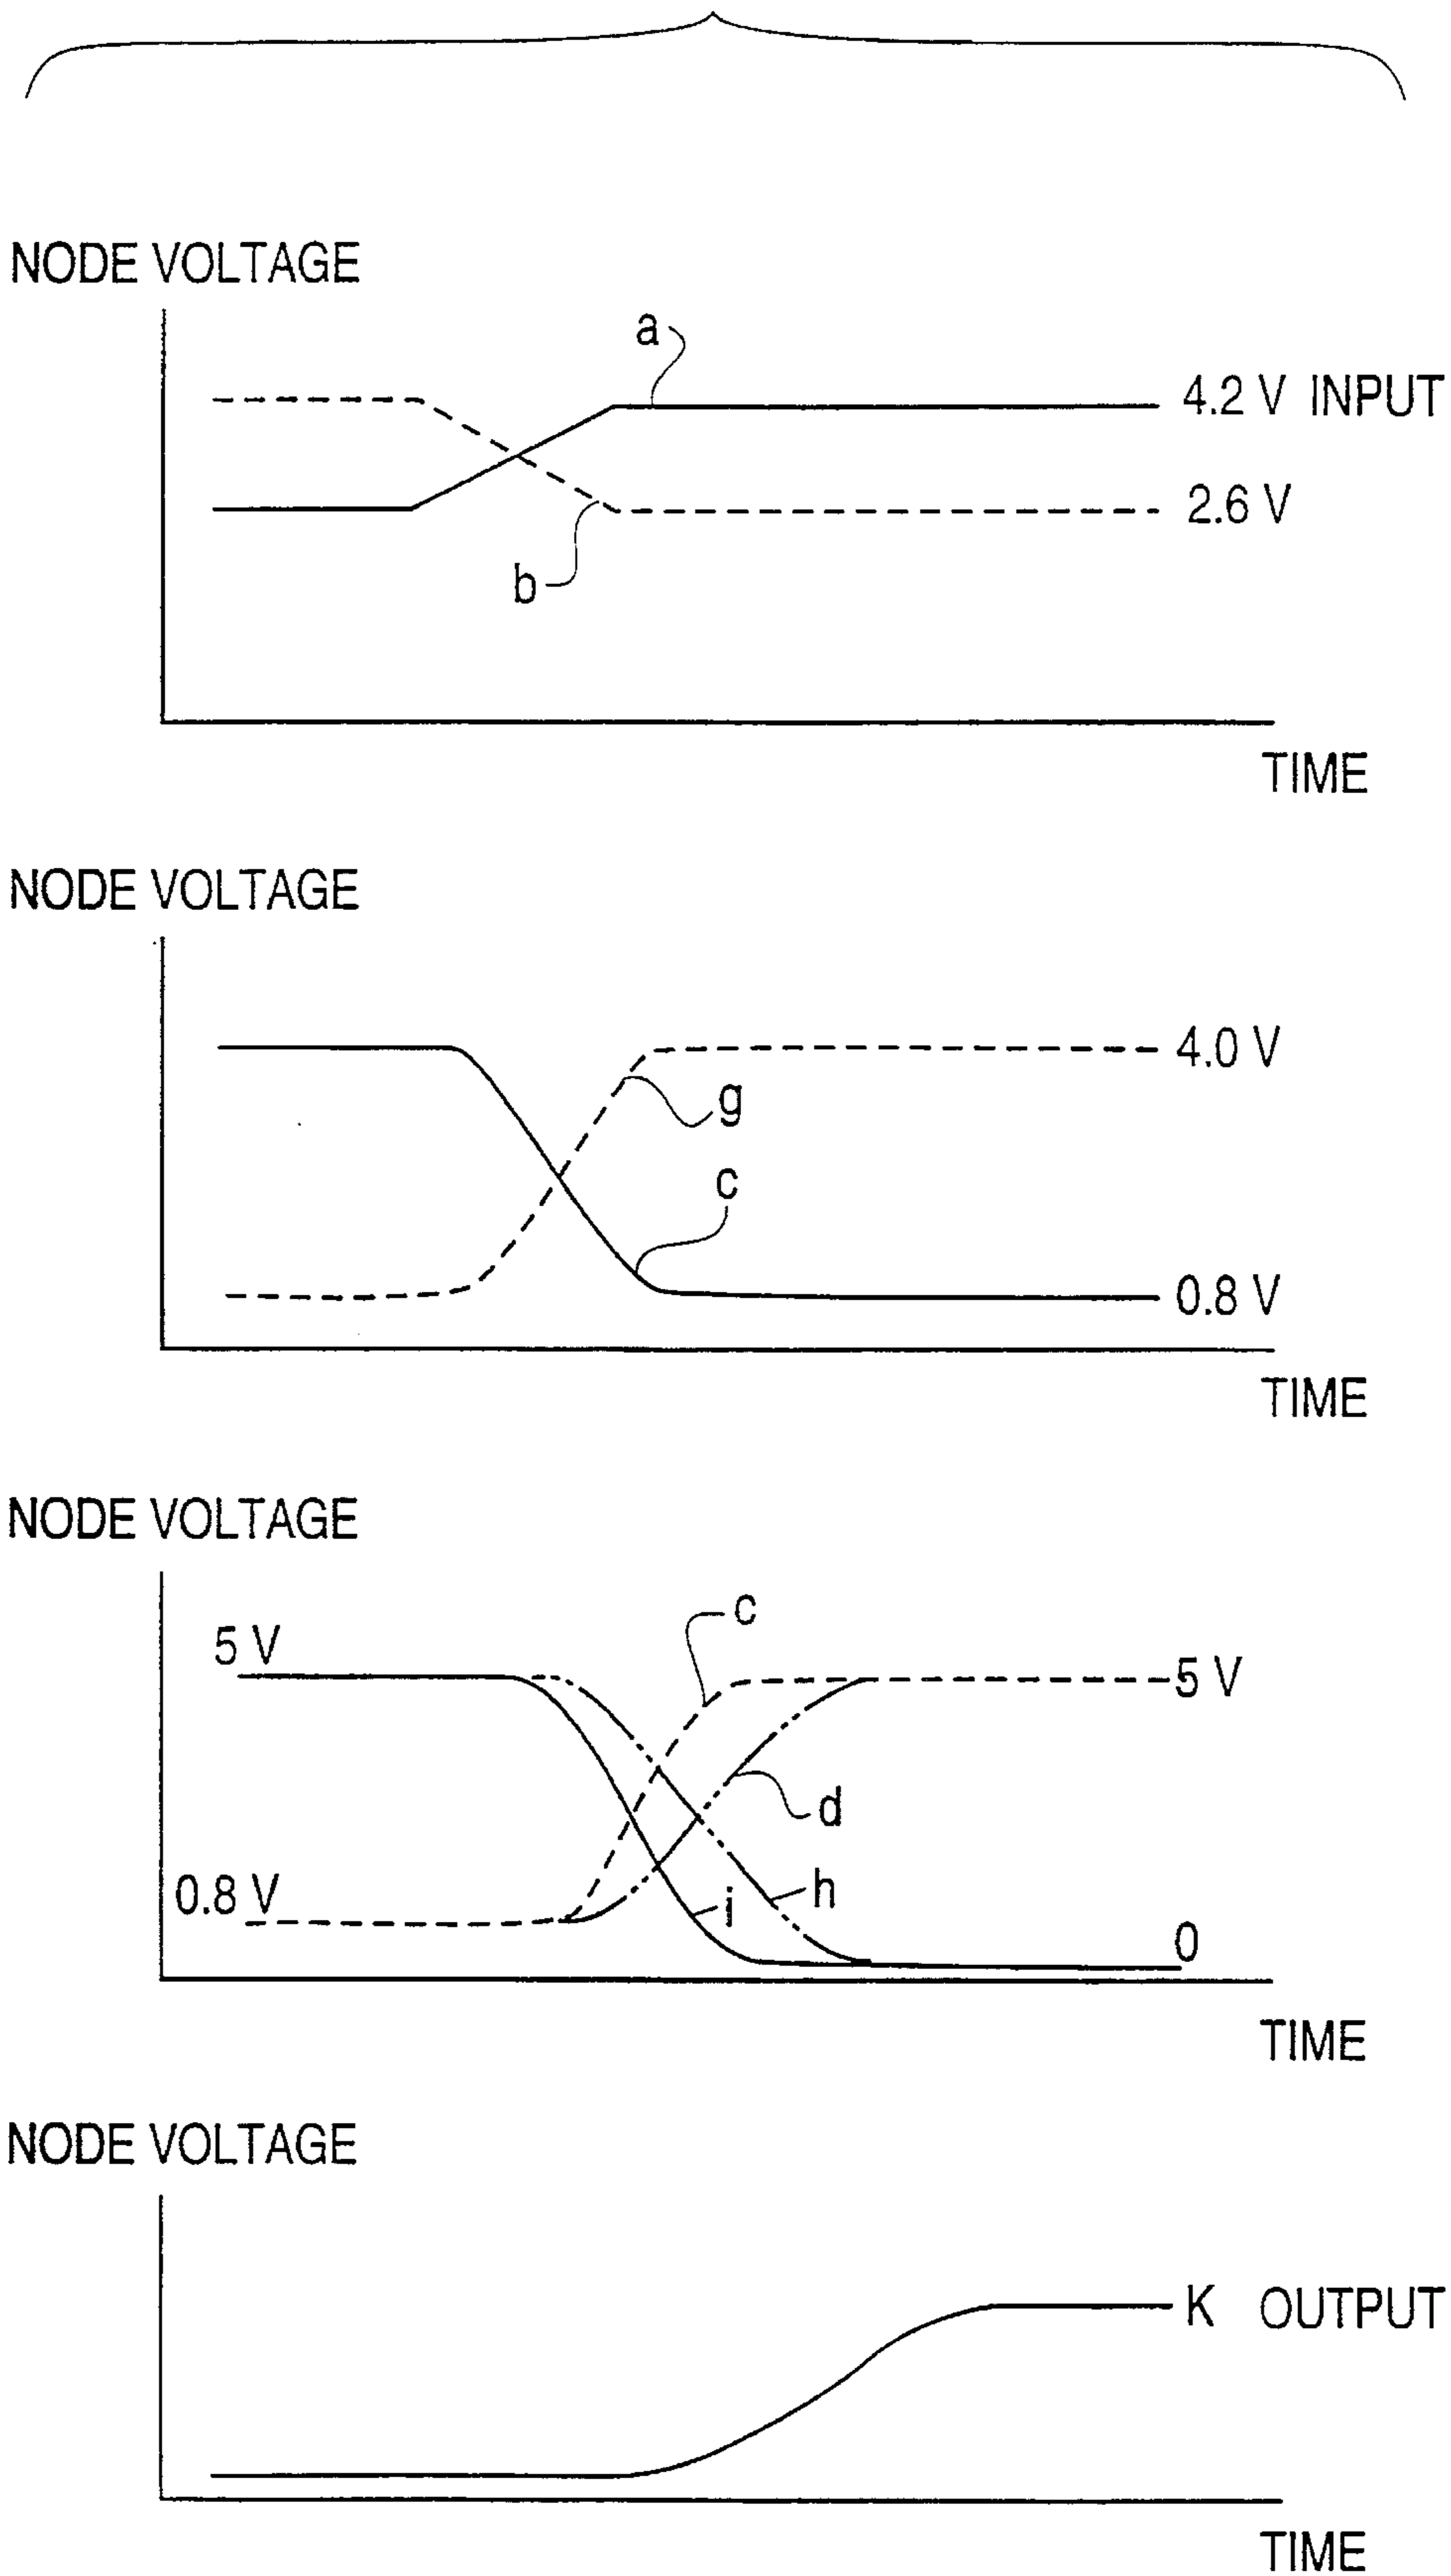 NODE VOLTAGE
a
4.2 V INPUT
2.6 V
b
TIME
NODE VOLTAGE
4.0 V
g
c
0.8 V
TIME
NODE VOLTAGE
c
5 V
5 V
d
0.8 V
h
i
0
TIME
NODE VOLTAGE
K OUTPUT
TIME